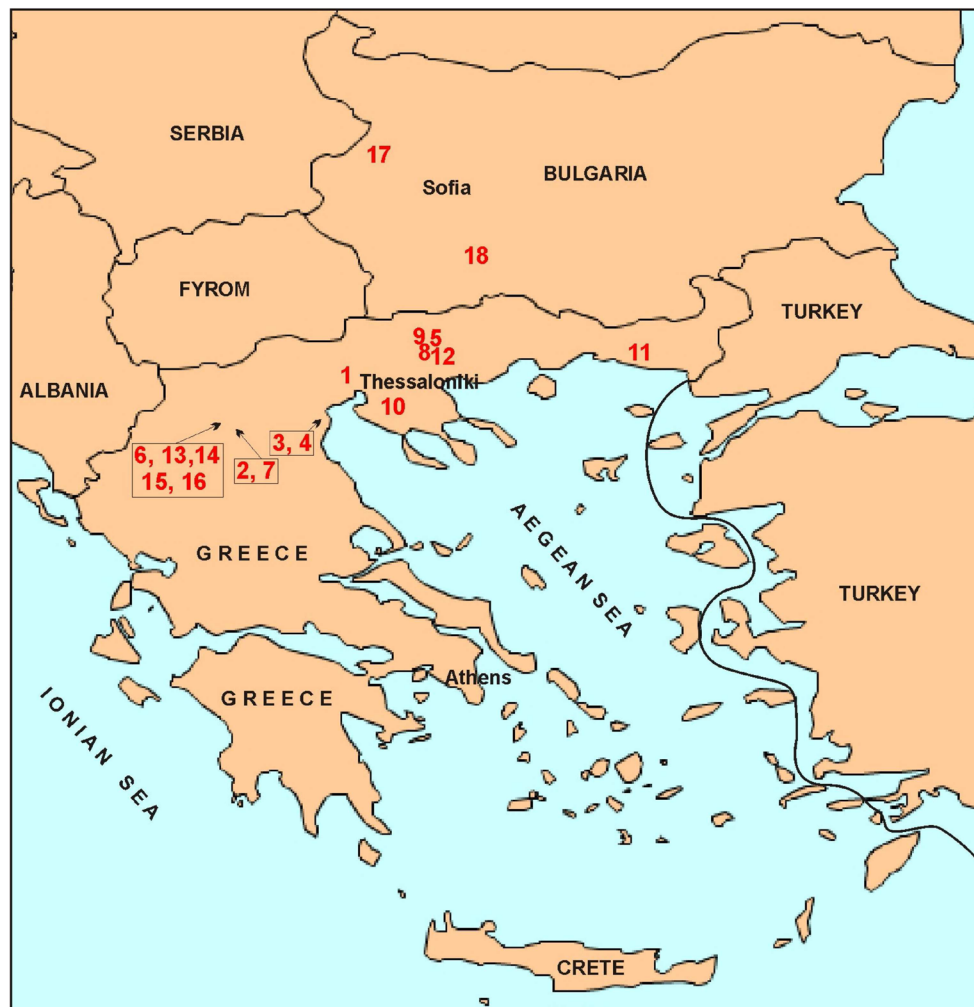 SERBIA
17
Sofia
BULGARIA
18
FYROM
TURKEY
9 5
8 12
11
1
Thessaloniki
ALBANIA
10
3, 4
6, 13,14
15, 16
2, 7
AEGEAN SEA
GREECE
TURKEY
Athens
GREECE
IONIAN SEA
CRETE